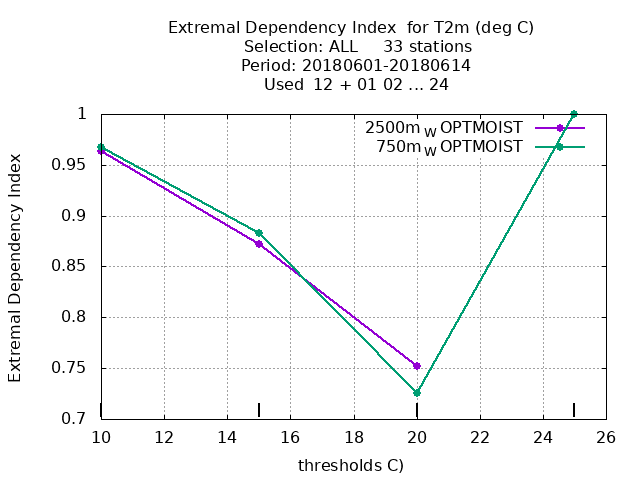 Extremal Dependency Index for T2m (deg C)
Selection: ALL 33 stations
Period: 20180601-20180614
Used 12 + 01 02 ... 24
2500m W OPTMOIST
750m W OPTMOIST
Extremal Dependency Index
1
0.95
0.9
0.85
0.8
0.75
0.7
10 12 14 16 18 20 22 24 26
thresholds C)